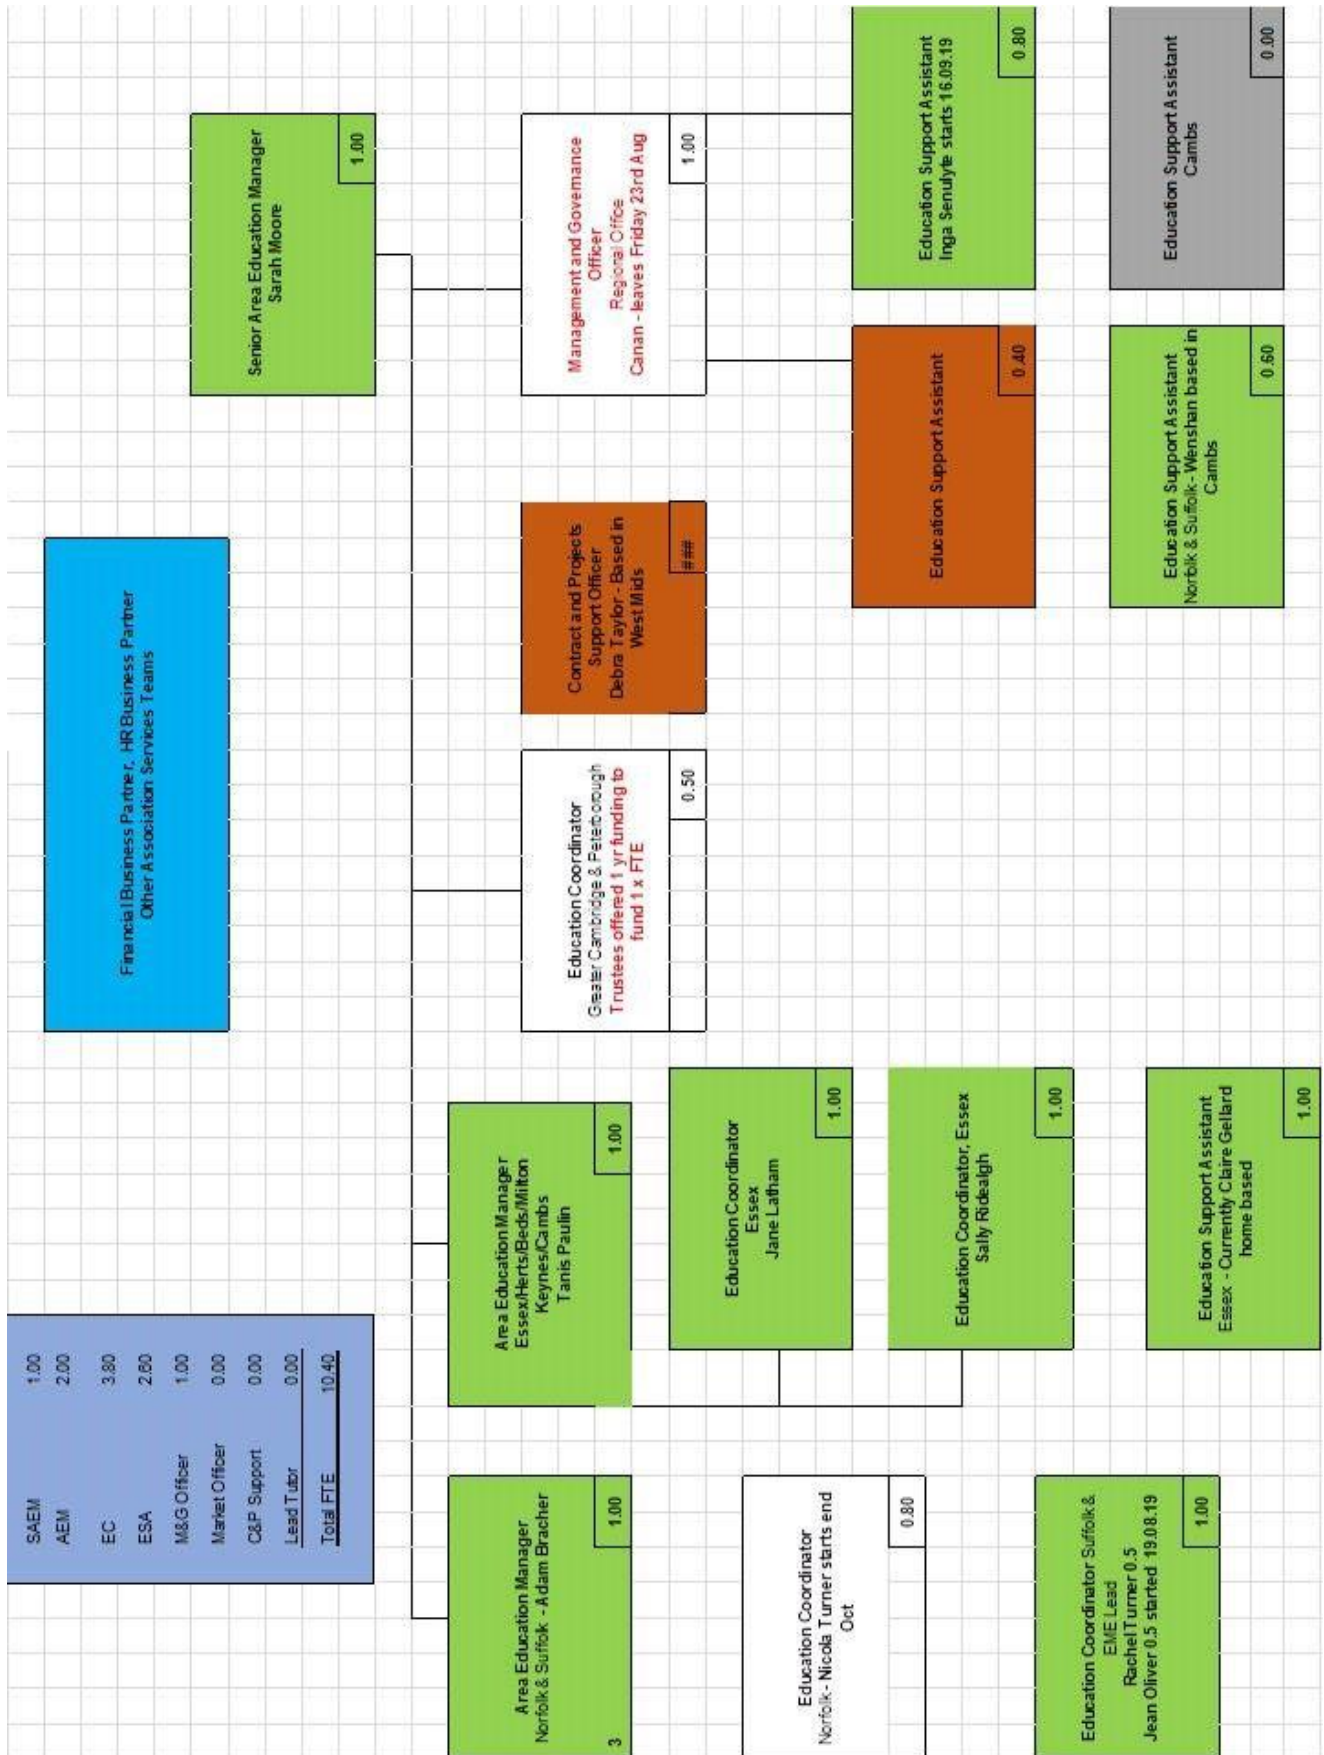 SAEM 1.00
AEM 2.00
EC 3.80
ESA 2.60
M&G Officer 1.00
Market Officer 0.00
C&P Support 0.00
Lead Tutor 0.00
Total FTE 10.40
Financial Business Partner, HR Business Partner
Other Association Services Teams
Senior Area Education Manager
Sarah Moore
1.00
Area Education Manager
Norfolk & Suffolk - Adam Bracher
1.00
3
Area Education Manager
Essex/Herts/Beds/Milton
Keynes/Cambs
Tanis Paulin
1.00
Education Coordinator
Greater Cambridge & Peterborough
Trustees offered 1 yr funding to
fund 1 x FTE
0.50
Contract and Projects
Support Officer
Debra Taylor - Based in
West Mids
###
Management and Governance
Officer
Regional Office
Canan - leaves Friday 23rd Aug
1.00
Education Coordinator
Norfolk - Nicola Turner starts end
Oct
0.80
Education Coordinator
Essex
Jane Latham
1.00
Education Support Assistant
0.40
Education Support Assistant
Inga Senulyte starts 16.09.19
0.80
Education Coordinator Suffolk &
EME Lead
Rachel Turner 0.5
Jean Oliver 0.5 started 19.08.19
1.00
Education Coordinator, Essex
Sally Ridealgh
1.00
Education Support Assistant
Essex - Currently Claire Gellard
home based
1.00
Education Support Assistant
Norfolk & Suffolk - Wenshan based in
Cambs
0.60
Education Support Assistant
Cambs
0.00